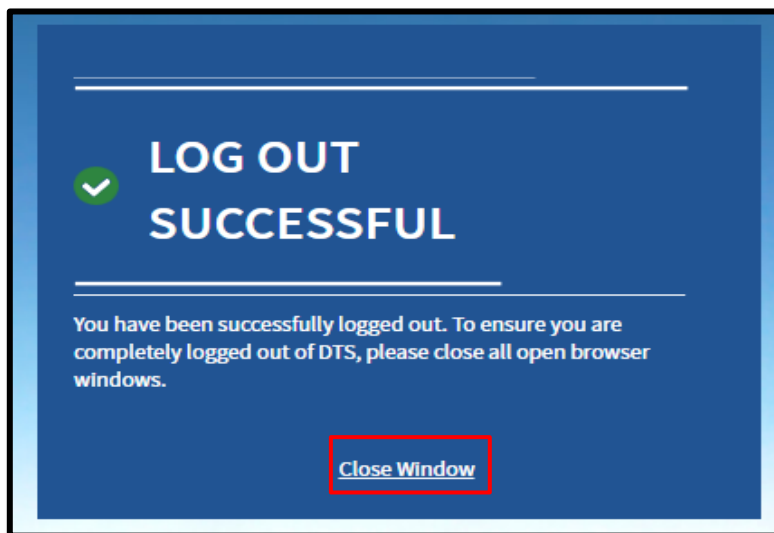 LOG OUT
SUCCESSFUL
You have been successfully logged out. To ensure you are
completely logged out of DTS, please close all open browser
windows.
Close Window